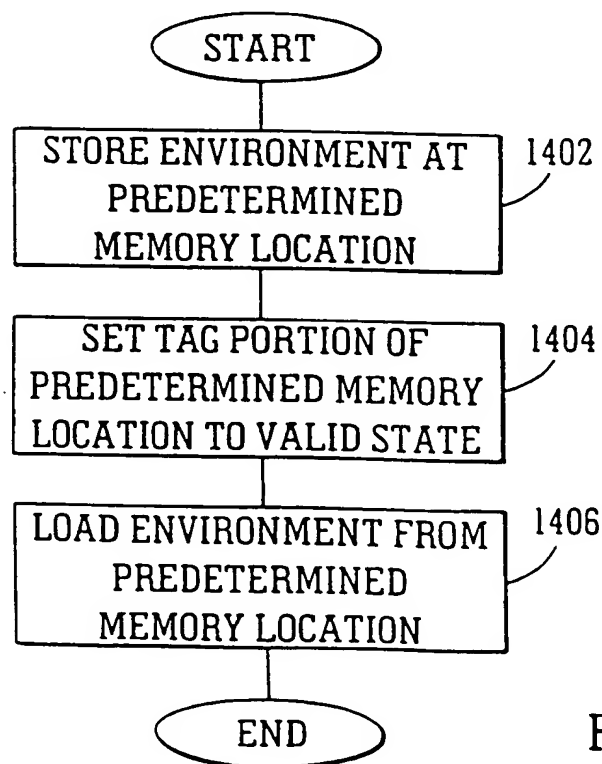 START
STORE ENVIRONMENT AT
PREDETERMINED
MEMORY LOCATION
1402
SET TAG PORTION OF
PREDETERMINED MEMORY
LOCATION TO VALID STATE
1404
LOAD ENVIRONMENT FROM
PREDETERMINED
MEMORY LOCATION
1406
END